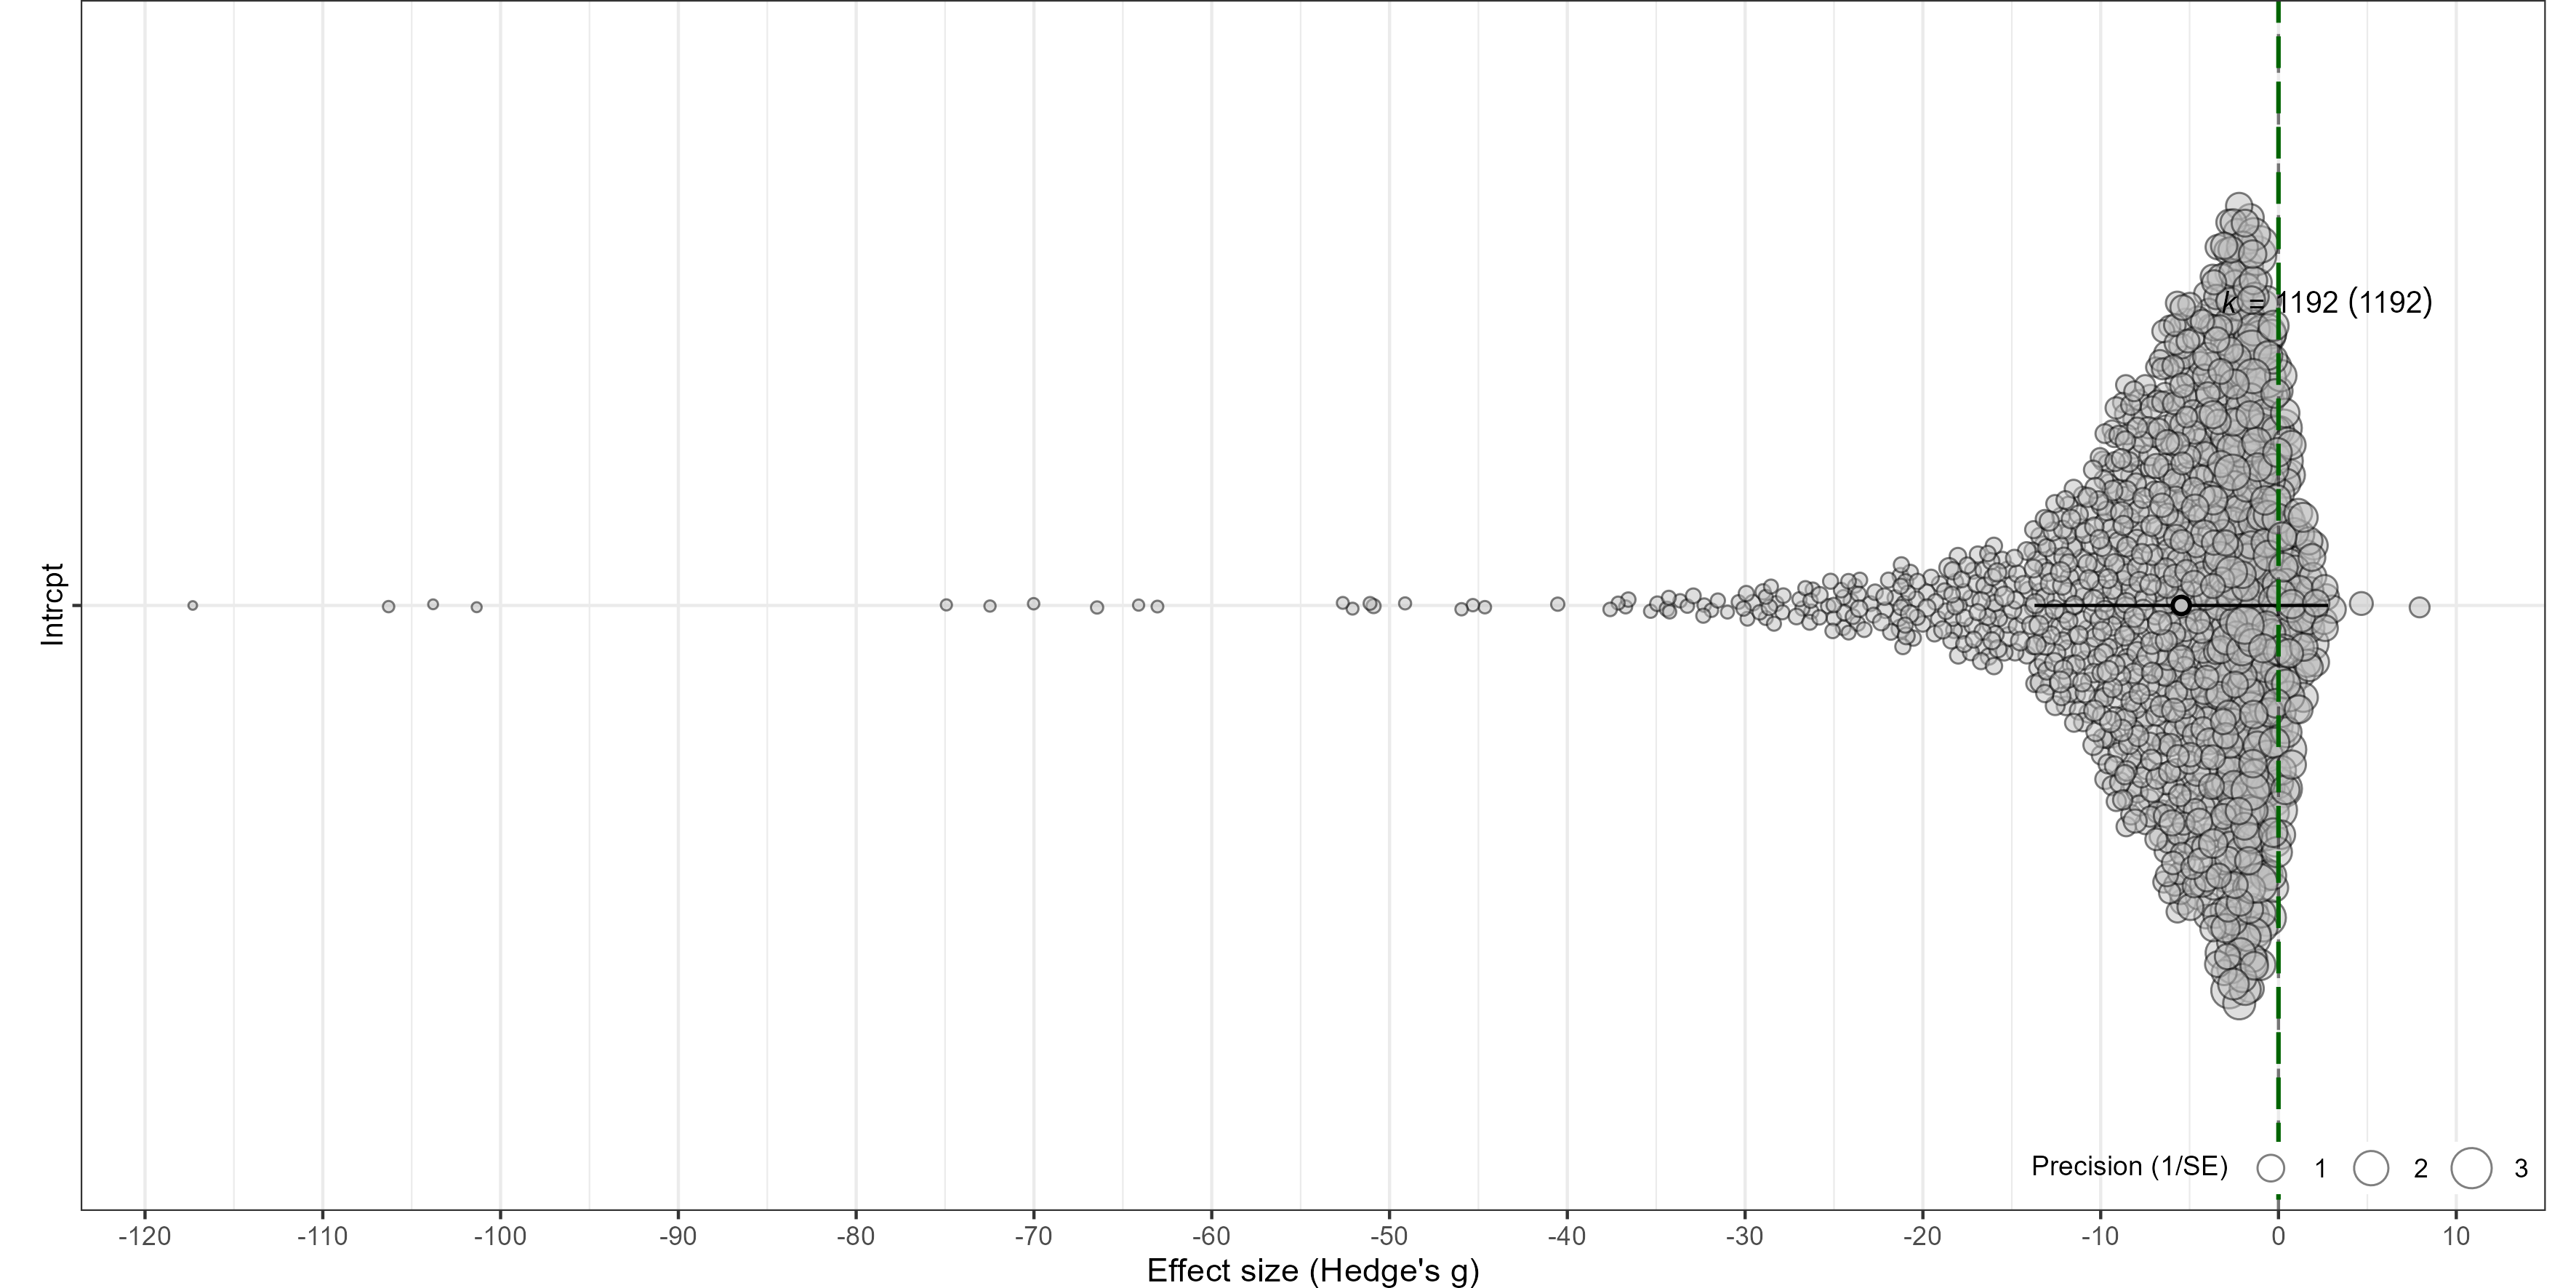 k = 1192 (1192)
Intrcpt
Precision (1/SE) 1 2 3
-120 -110 -100 -90 -80 -70 -60 -50 -40 -30 -20 -10 0 10
Effect size (Hedge's g)